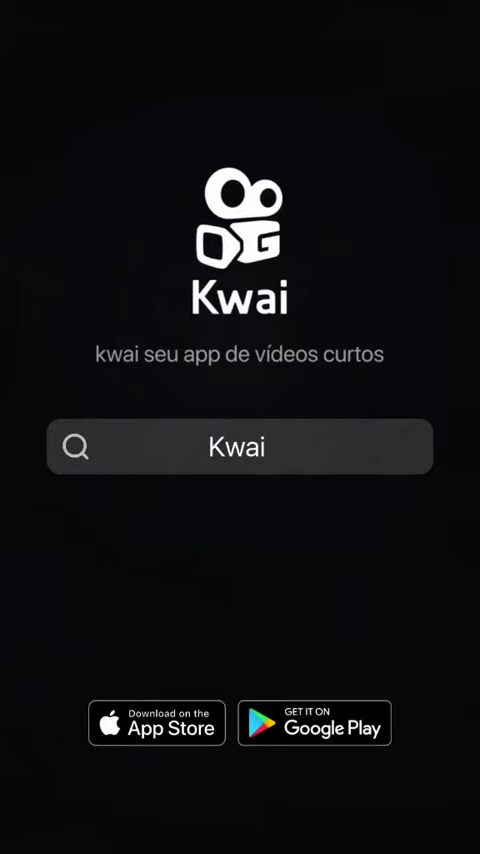 Kwai
kwai seu app de vídeos curtos
Kwai
Download on the
App Store
GET IT ON
Google Play